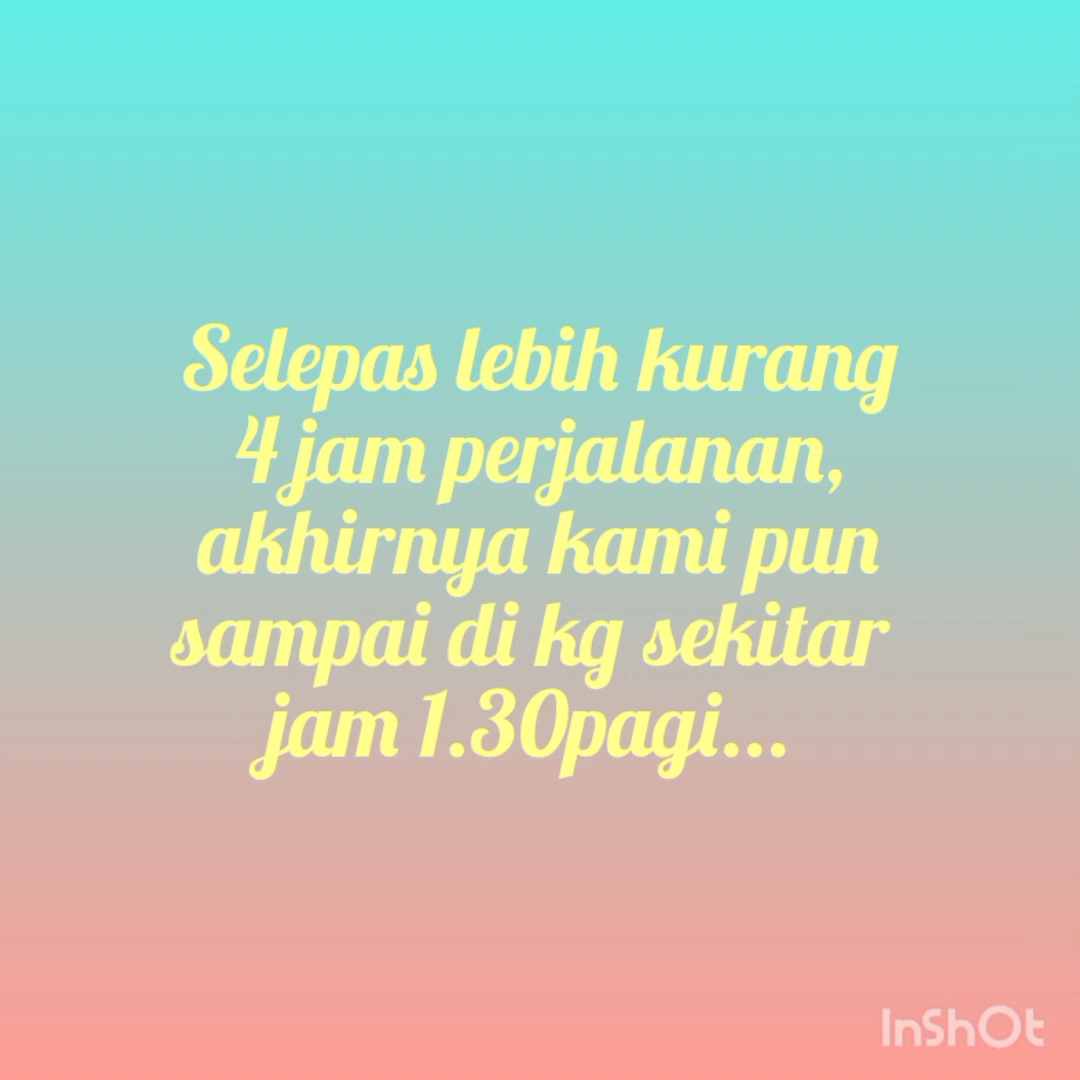 Selepas lebih kurang
4 jam perjalanan,
akhirnya kami pun
sampai di kg sekitar
jam 1.30pagi...
InShOt